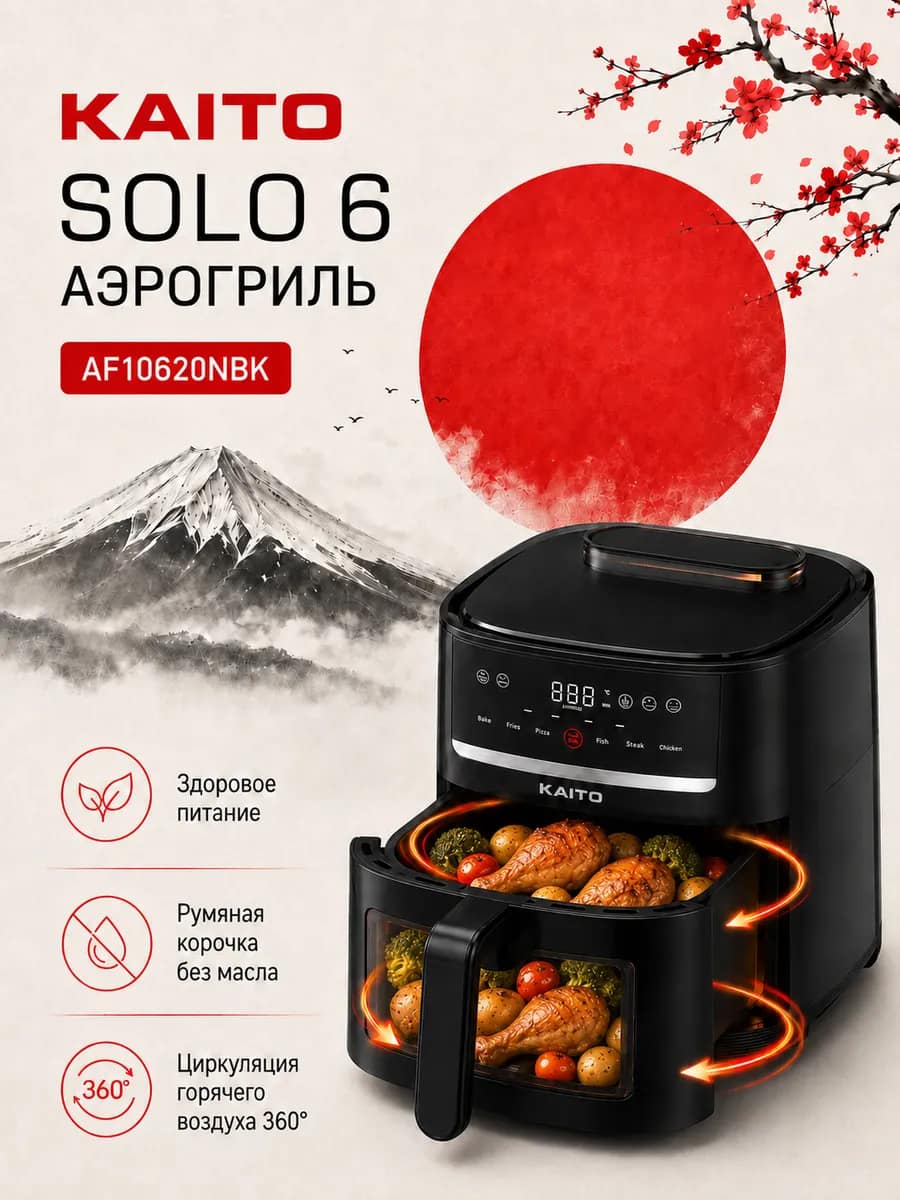 KAITO
SOLO 6
АЭРОГРИЛЬ
AF10620NBK
888 °C
Bake Fries Pizza Fish Steak Chicken
KAITO
Здоровое
питание
Румяная
корочка
без масла
360°
Циркуляция
горячего
воздуха 360°